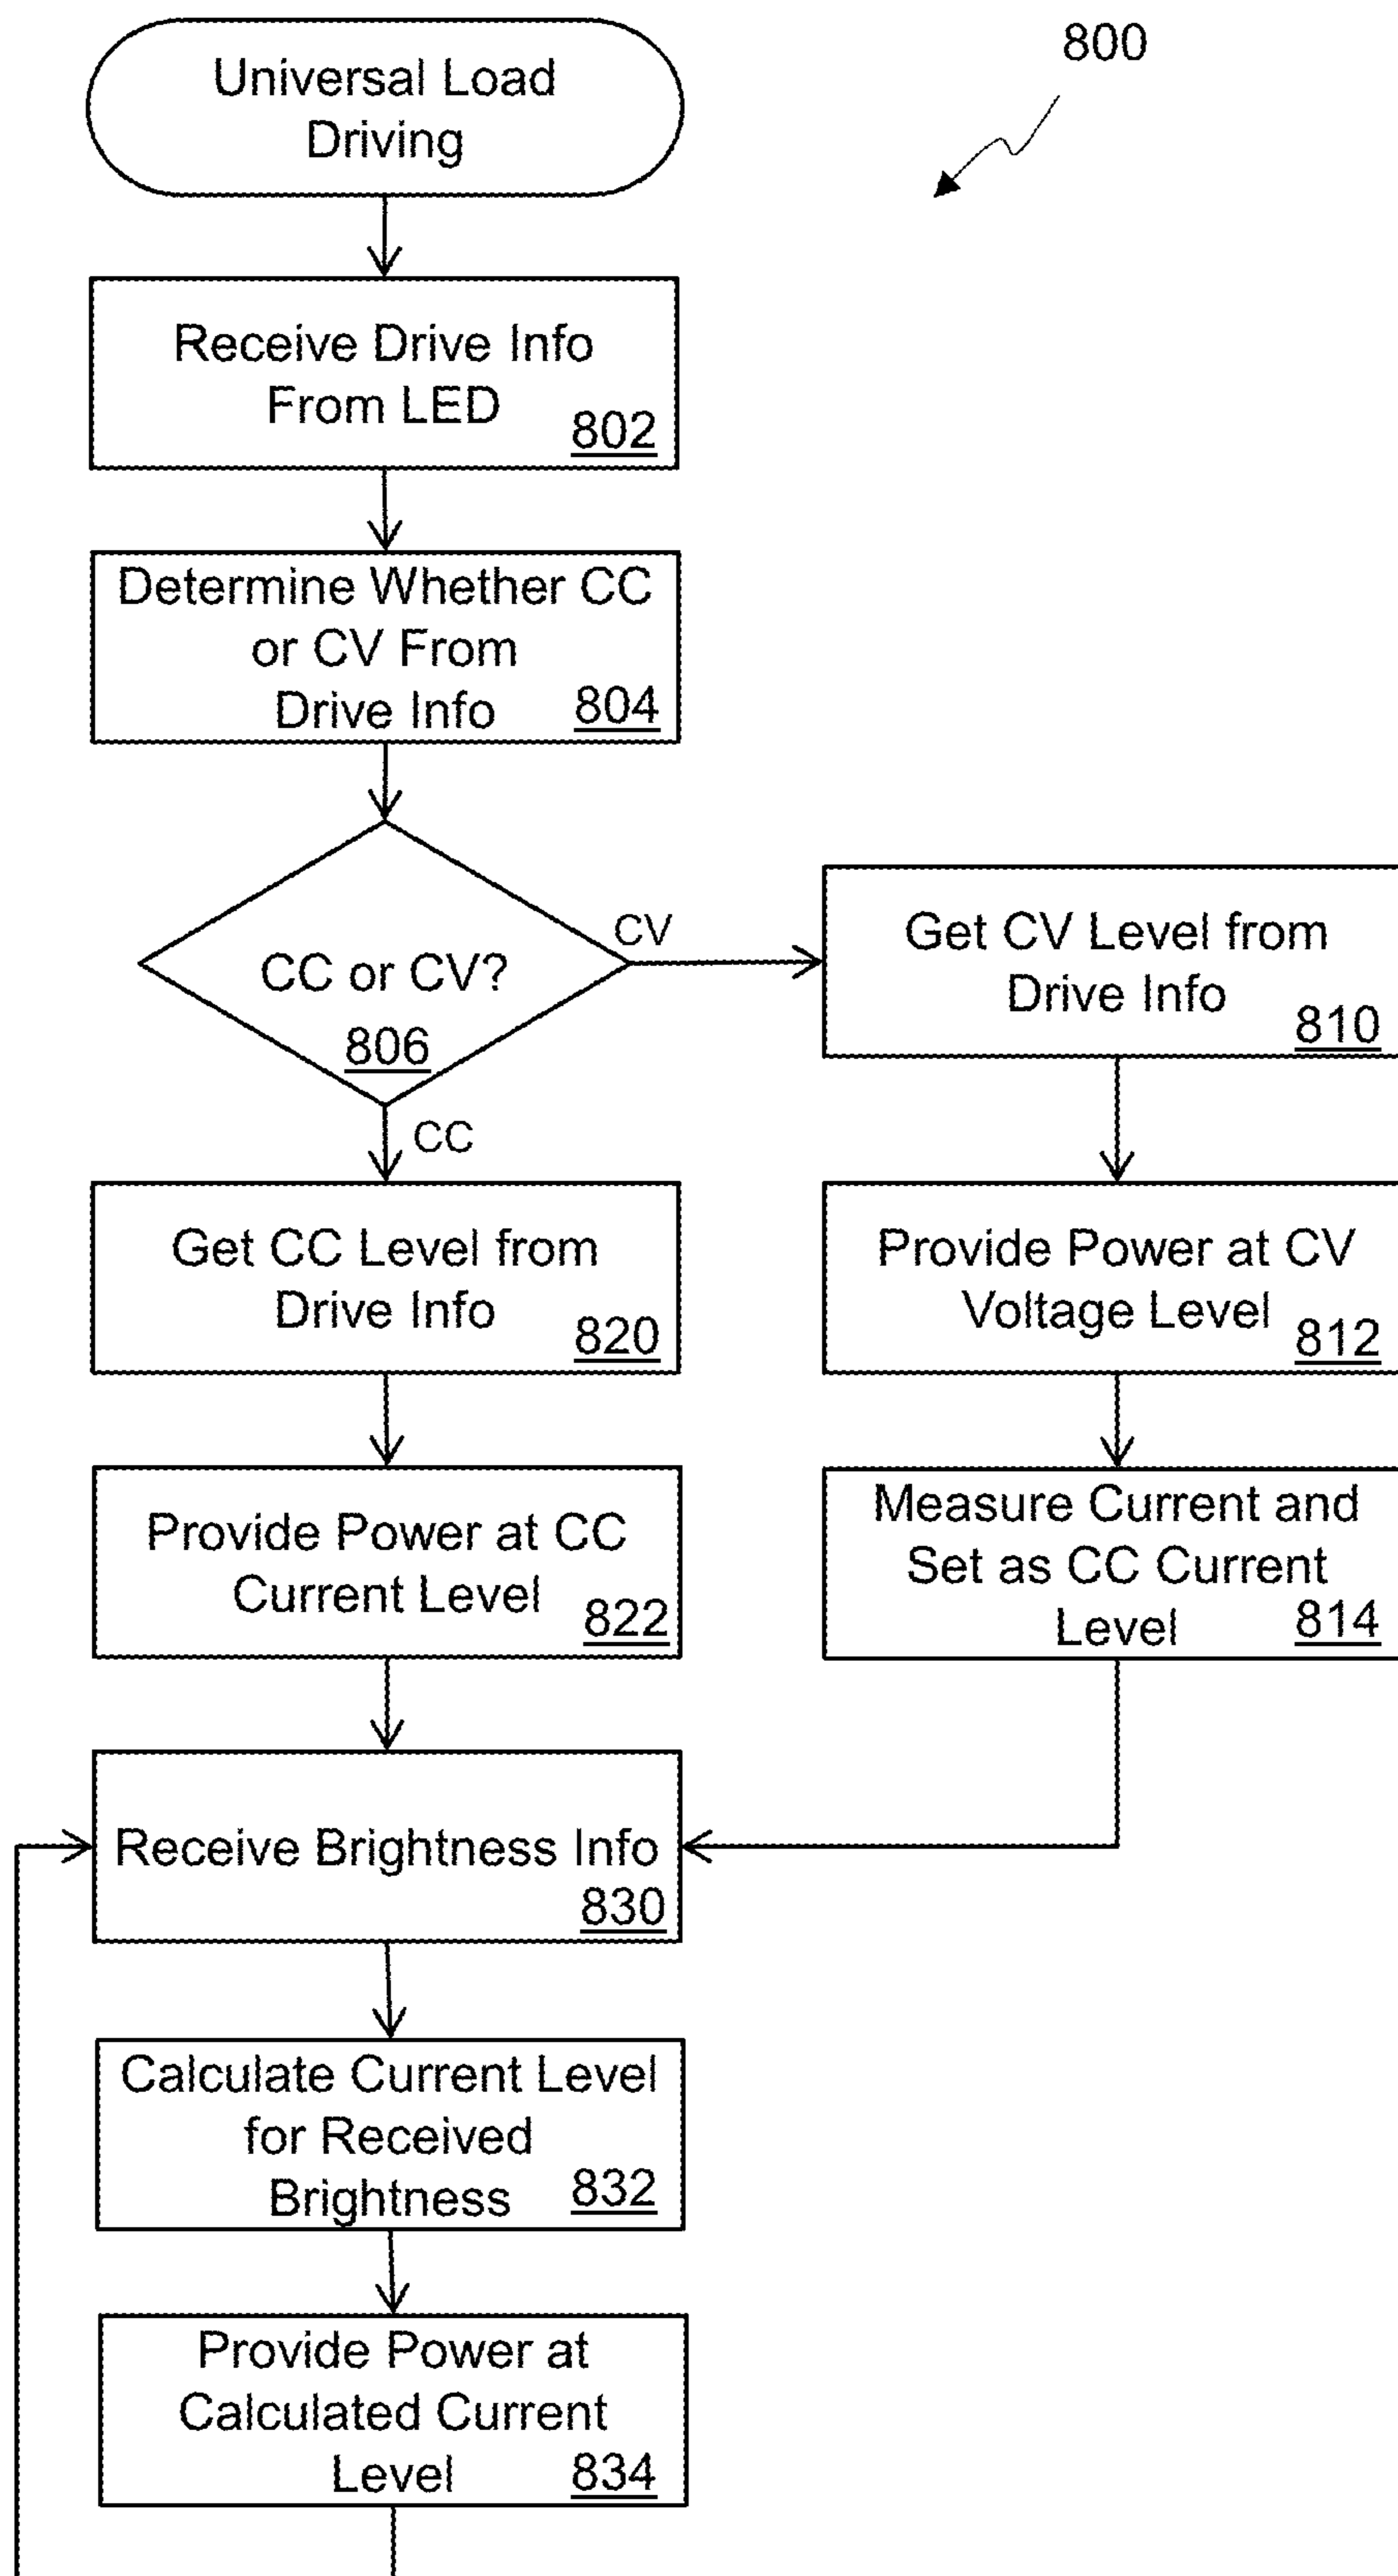 800
Universal Load
Driving
Receive Drive Info
From LED
802
Determine Whether CC
or CV From
Drive Info
804
CC or CV?
806
CV
CC
Get CV Level from
Drive Info
810
Provide Power at CV
Voltage Level
812
Measure Current and
Set as CC Current
Level
814
Get CC Level from
Drive Info
820
Provide Power at CC
Current Level
822
Receive Brightness Info
830
Calculate Current Level
for Received
Brightness
832
Provide Power at
Calculated Current
Level
834